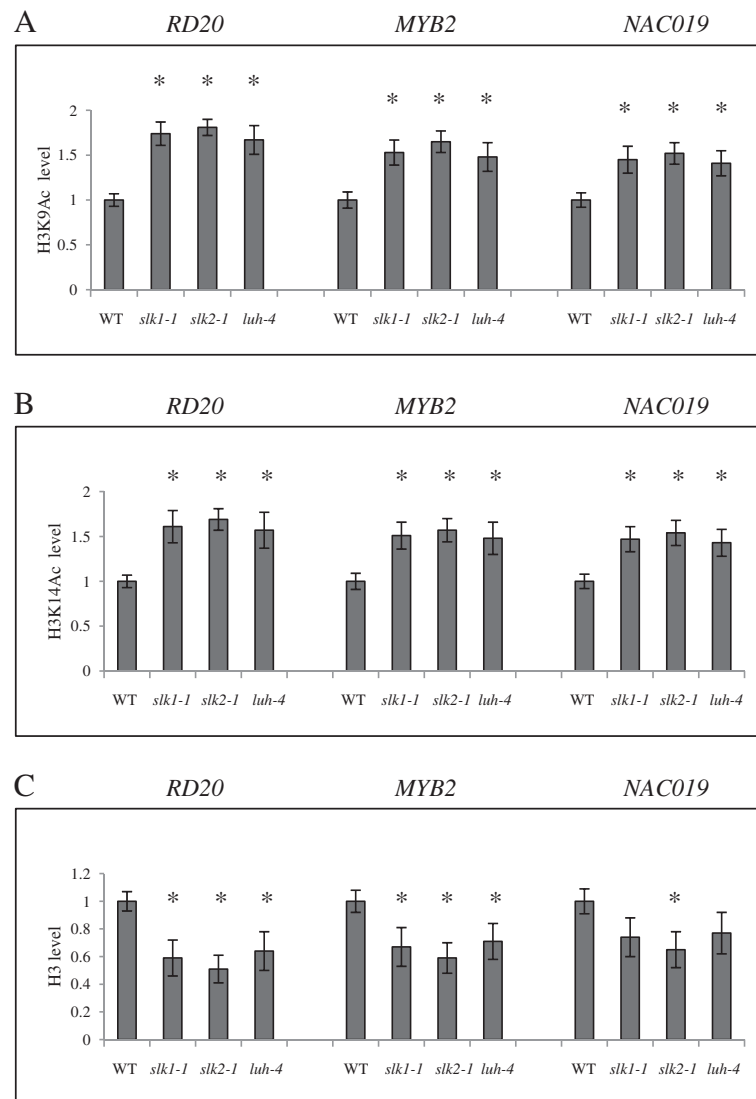 A
RD20 MYB2 NAC019
* * * * * * * * *
H3K9Ac level
2
1.5
1
0.5
0
WT slk1-1 slk2-1 luh-4 WT slk1-1 slk2-1 luh-4 WT slk1-1 slk2-1 luh-4
B
RD20 MYB2 NAC019
* * * * * * * * *
H3K14Ac level
2
1.5
1
0.5
0
WT slk1-1 slk2-1 luh-4 WT slk1-1 slk2-1 luh-4 WT slk1-1 slk2-1 luh-4
C
RD20 MYB2 NAC019
* * * * * * *
H3 level
1.2
1
0.8
0.6
0.4
0.2
0
WT slk1-1 slk2-1 luh-4 WT slk1-1 slk2-1 luh-4 WT slk1-1 slk2-1 luh-4